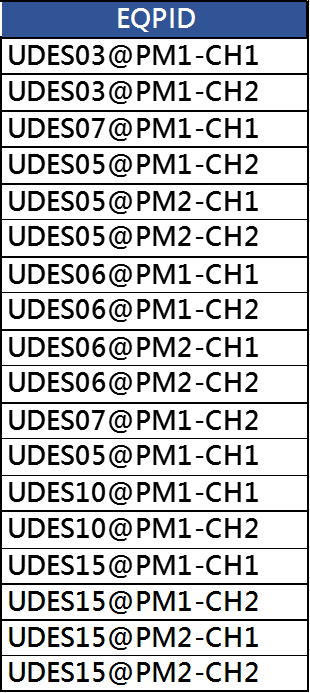 EQPID
UDES03@PM1-CH1
UDES03@PM1-CH2
UDES07@PM1-CH1
UDES05@PM1-CH2
UDES05@PM2-CH1
UDES05@PM2-CH2
UDES06@PM1-CH1
UDES06@PM1-CH2
UDES06@PM2-CH1
UDES06@PM2-CH2
UDES07@PM1-CH2
UDES05@PM1-CH1
UDES10@PM1-CH1
UDES10@PM1-CH2
UDES15@PM1-CH1
UDES15@PM1-CH2
UDES15@PM2-CH1
UDES15@PM2-CH2